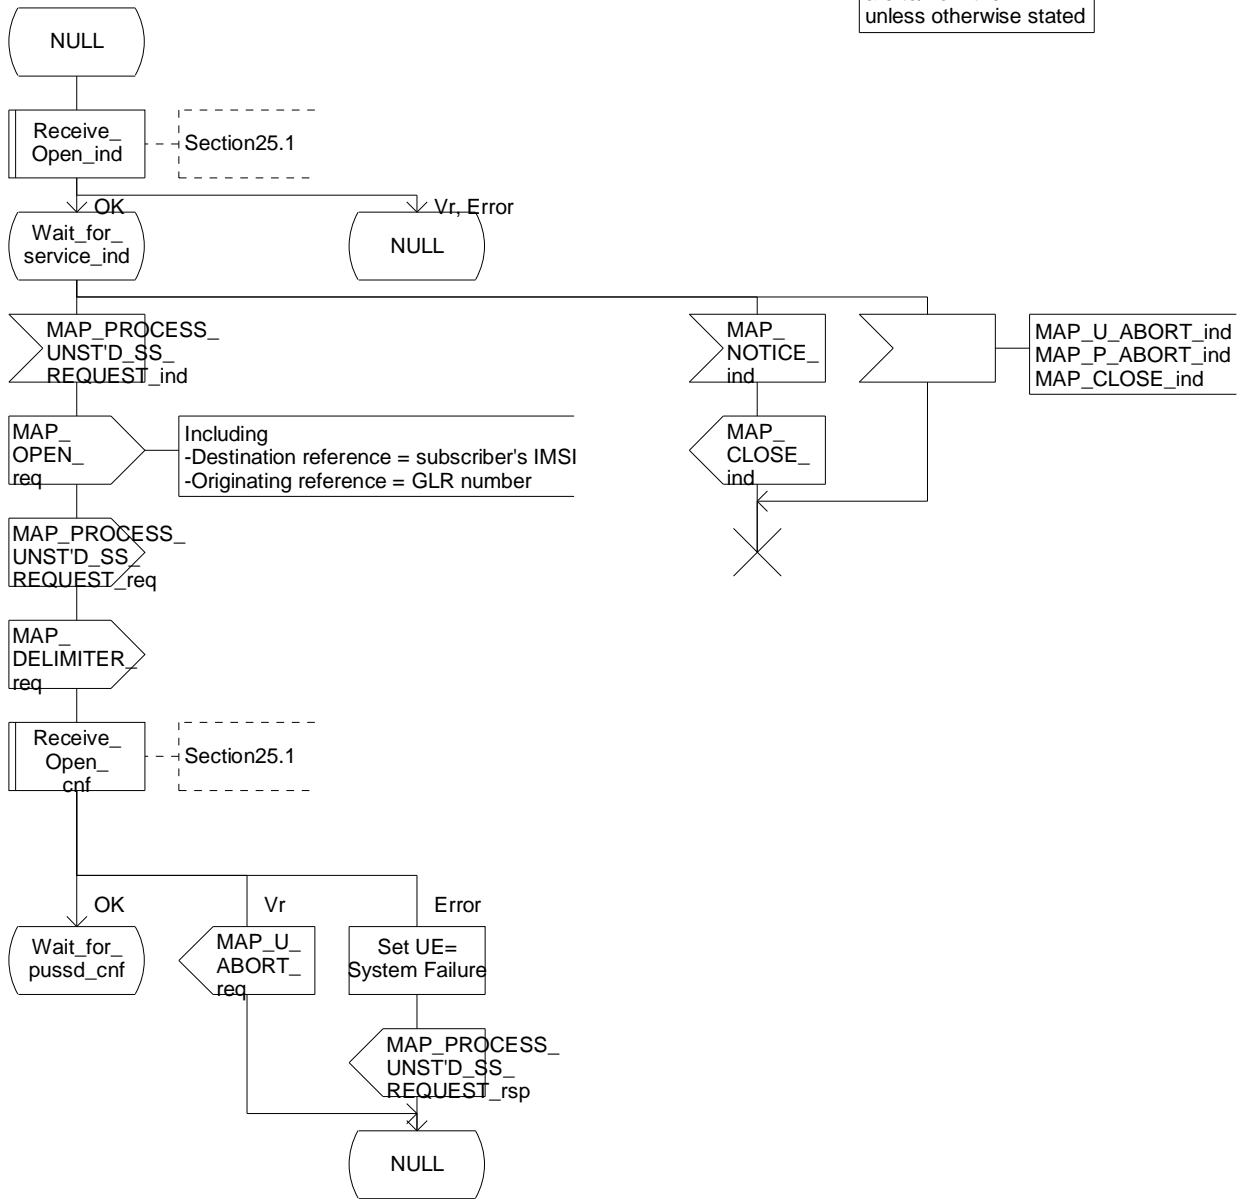 unless otherwise stated
NULL
Receive_
Open_ind
Section25.1
OK
Vr, Error
Wait_for_
service_ind
NULL
MAP_PROCESS_
UNST'D_SS_
REQUEST_ind
MAP_
NOTICE_
ind
MAP_U_ABORT_ind
MAP_P_ABORT_ind
MAP_CLOSE_ind
MAP_
OPEN_
req
Including
-Destination reference = subscriber's IMSI
-Originating reference = GLR number
MAP_
CLOSE_
ind
MAP_PROCESS_
UNST'D_SS_
REQUEST_req
MAP_
DELIMITER_
req
Receive_
Open_
cnf
Section25.1
OK
Vr
Error
Wait_for_
pussd_cnf
MAP_U_
ABORT_
req
Set UE=
System Failure
MAP_PROCESS_
UNST'D_SS_
REQUEST_rsp
NULL